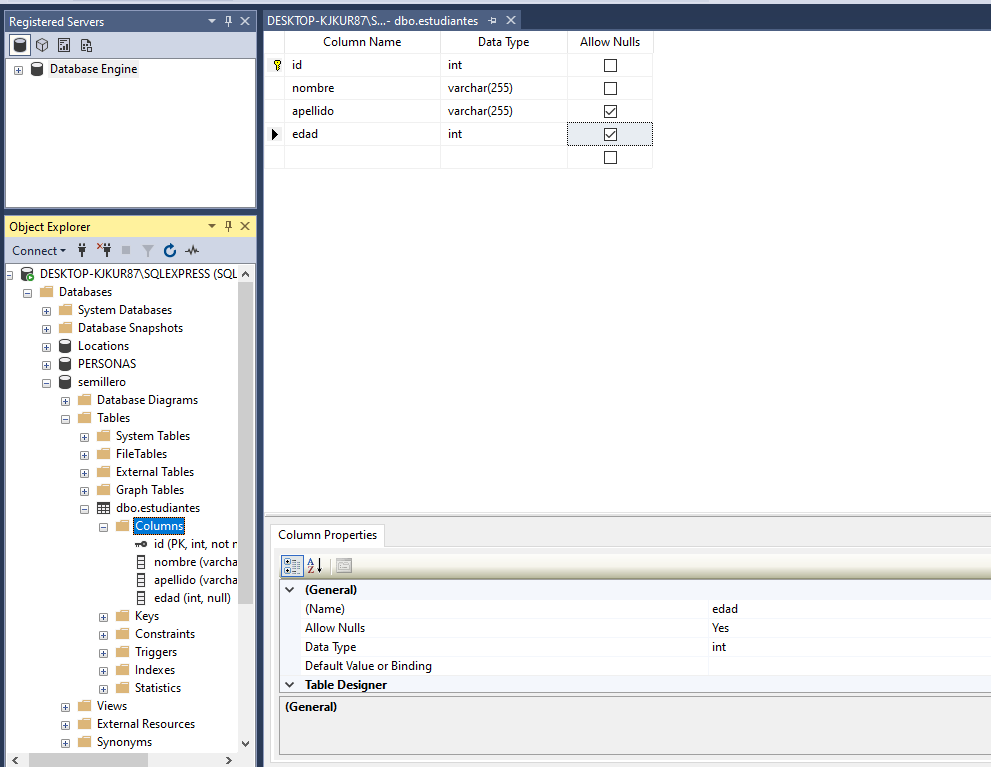 Registered Servers
Database Engine
Object Explorer
Connect
DESKTOP-KJKUR87\SQLEXPRESS (SQL
Databases
System Databases
Database Snapshots
Locations
PERSONAS
semillero
Database Diagrams
Tables
System Tables
FileTables
External Tables
Graph Tables
dbo.estudiantes
Columns
id (PK, int, not n
nombre (varcha
apellido (varcha
edad (int, null)
Keys
Constraints
Triggers
Indexes
Statistics
Views
External Resources
Synonyms
DESKTOP-KJKUR87\S...- dbo.estudiantes
Column Name Data Type Allow Nulls
id int
nombre varchar(255)
apellido varchar(255)
edad int
Column Properties
(General)
(Name) edad
Allow Nulls Yes
Data Type int
Default Value or Binding
Table Designer
(General)